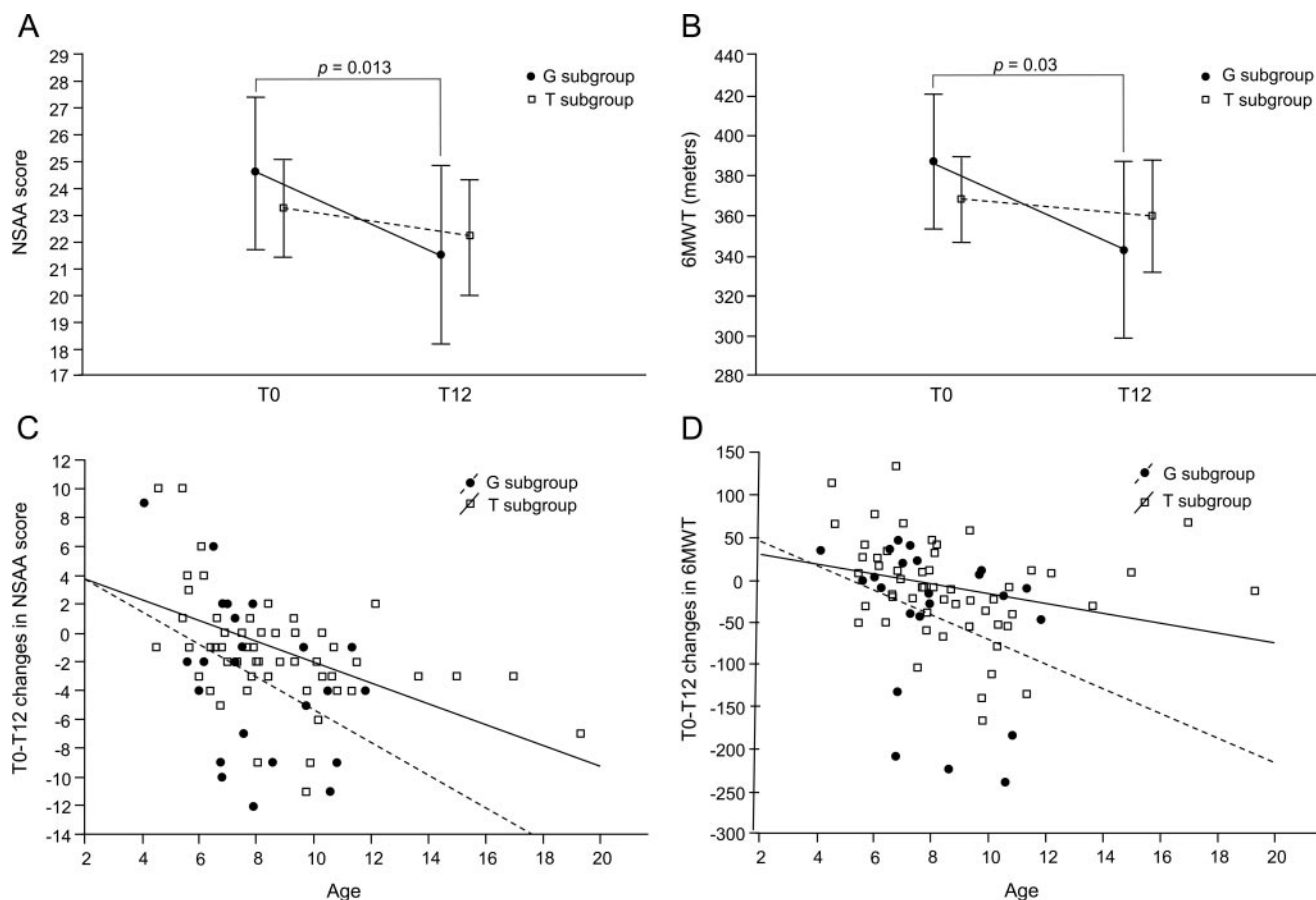 A
NSAA score
29
28
27
26
25
24
23
22
21
20
19
18
17
p = 0.013
G subgroup
T subgroup
T0
T12
B
6MWT (meters)
440
420
400
380
360
340
320
300
280
p = 0.03
G subgroup
T subgroup
T0
T12
C
T0-T12 changes in NSAA score
12
10
8
6
4
2
0
-2
-4
-6
-8
-10
-12
-14
G subgroup
T subgroup
2 4 6 8 10 12 14 16 18 20
Age
D
T0-T12 changes in 6MWT
150
100
50
0
-50
-100
-150
-200
-250
-300
G subgroup
T subgroup
2 4 6 8 10 12 14 16 18 20
Age